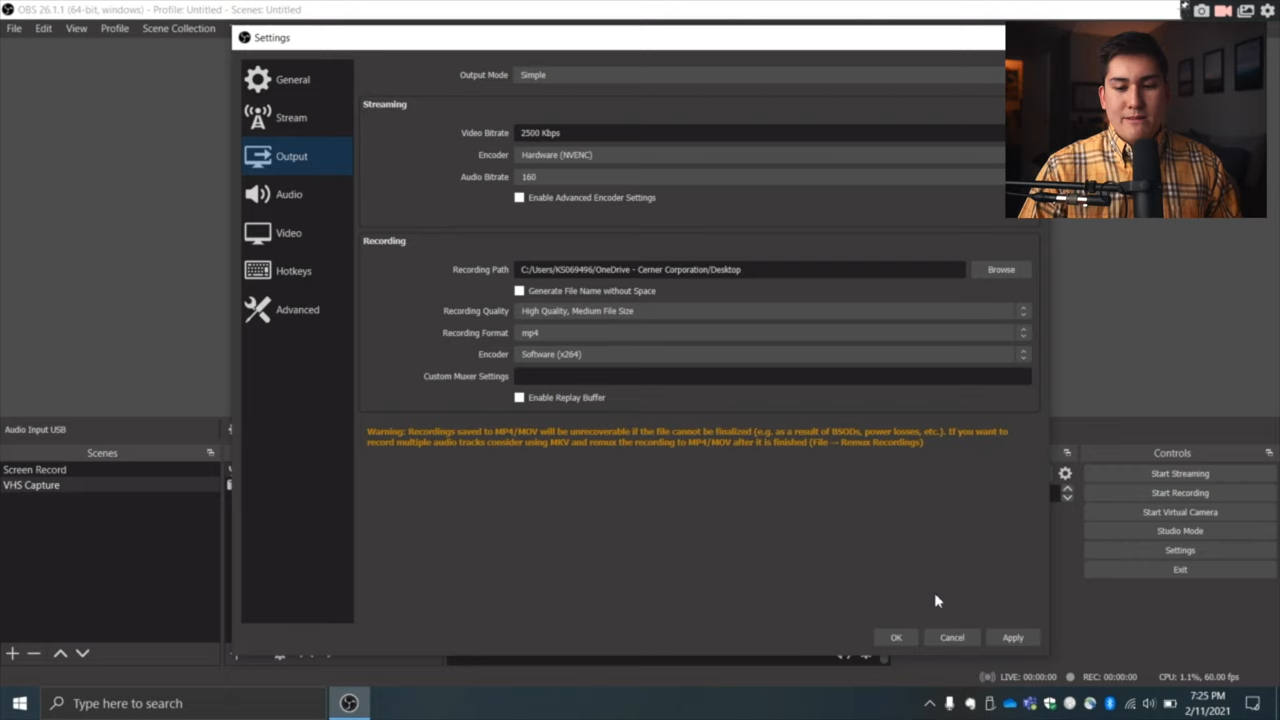 OBS 26.1.1 (64-bit, windows) - Profile: Untitled - Scenes: Untitled
File Edit View Profile Scene Collection
Settings
General
Stream
Output
Audio
Video
Hotkeys
Advanced
Output Mode Simple
Streaming
Video Bitrate 2500 Kbps
Encoder Hardware (NVENC)
Audio Bitrate 160
Enable Advanced Encoder Settings
Recording
Recording Path C:/Users/KS069496/OneDrive - Cerner Corporation/Desktop Browse
Generate File Name without Space
Recording Quality High Quality, Medium File Size
Recording Format mp4
Encoder Software (x264)
Custom Muxer Settings
Enable Replay Buffer
Warning: Recordings saved to MP4/MOV will be unrecoverable if the file cannot be finalized (e.g. as a result of BSODs, power losses, etc.). If you want to
record multiple audio tracks consider using MKV and remux the recording to MP4/MOV after it is finished (File → Remux Recordings)
OK Cancel Apply
Audio Input USB
Scenes
Screen Record
VHS Capture
Controls
Start Streaming
Start Recording
Start Virtual Camera
Studio Mode
Settings
Exit
LIVE: 00:00:00 REC: 00:00:00 CPU: 1.1%, 60.00 fps
Type here to search
7:25 PM
2/11/2021